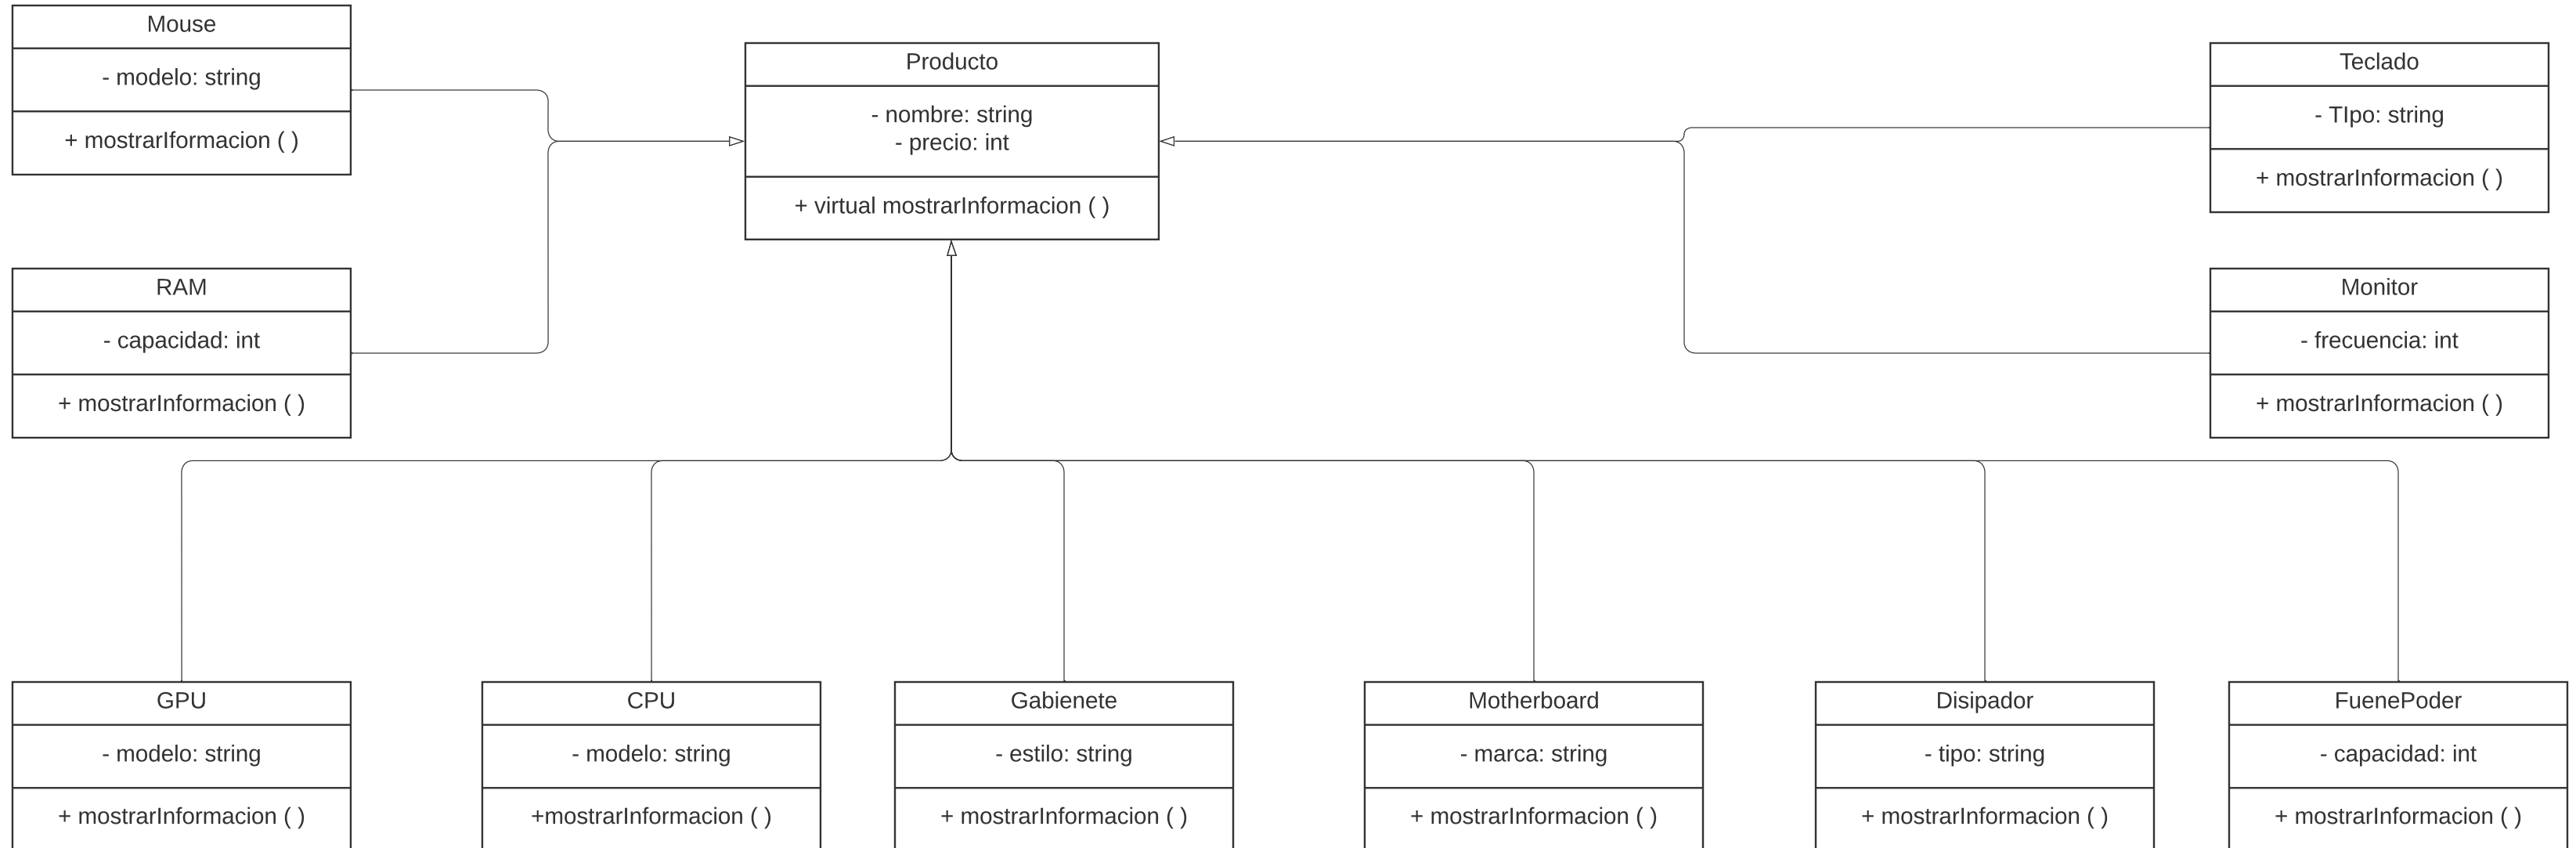 Mouse
- modelo: string
+ mostrarIformacion ( )
Producto
- nombre: string
- precio: int
+ virtual mostrarInformacion ( )
Teclado
- TIpo: string
+ mostrarInformacion ( )
RAM
- capacidad: int
+ mostrarInformacion ( )
Monitor
- frecuencia: int
+ mostrarInformacion ( )
GPU
- modelo: string
+ mostrarInformacion ( )
CPU
- modelo: string
+mostrarInformacion ( )
Gabienete
- estilo: string
+ mostrarInformacion ( )
Motherboard
- marca: string
+ mostrarInformacion ( )
Disipador
- tipo: string
+ mostrarInformacion ( )
FuenePoder
- capacidad: int
+ mostrarInformacion ( )